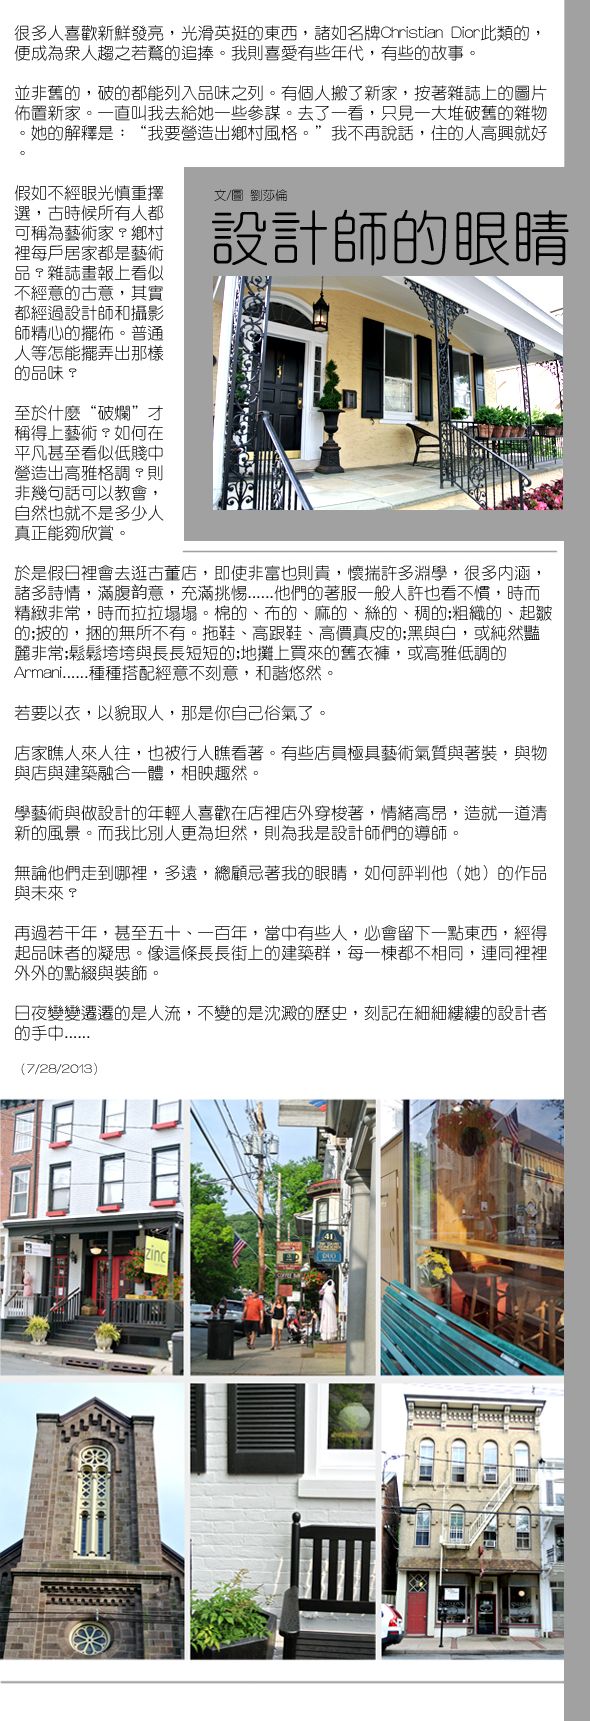 很多人喜歡新鮮發亮，光滑英挺的東西，諸如名牌Christian Dior此類的，
便成為衆人趨之若鶩的追捧。我則喜愛有些年代，有些的故事。
並非舊的，破的都能列入品味之列。有個人搬了新家，按著雜誌上的圖片
佈置新家。一直叫我去給她一些參謀。去了一看，只見一大堆破舊的雜物
。她的解釋是：“我要營造出鄉村風格。”我不再說話，住的人高興就好
。
文/圖 劉莎倫
設計師的眼睛
假如不經眼光慎重擇
選，古時候所有人都
可稱為藝術家？鄉村
裡每戶居家都是藝術
品？雜誌畫報上看似
不經意的古意，其實
都經過設計師和攝影
師精心的擺佈。普通
人等怎能擺弄出那樣
的品味？
至於什麼“破爛”才
稱得上藝術？如何在
平凡甚至看似低賤中
營造出高雅格調？則
非幾句話可以教會，
自然也就不是多少人
真正能夠欣賞。
於是假日裡會去逛古董店，即使非富也則貴，懷揣許多淵學，很多內涵，
諸多詩情，滿腹韵意，充滿挑惕......他們的著服一般人許也看不慣，時而
精緻非常，時而拉拉塌塌。棉的、布的、麻的、絲的、稠的;粗織的、起皺
的;披的，捆的無所不有。拖鞋、高跟鞋、高價真皮的;黑與白，或純然豔
麗非常;鬆鬆垮垮與長長短短的;地攤上買來的舊衣褲，或高雅低調的
Armani......種種搭配經意不刻意，和諧悠然。
若要以衣，以貌取人，那是你自己俗氣了。
店家瞧人來人往，也被行人瞧看著。有些店員極具藝術氣質與著裝，與物
與店與建築融合一體，相映趣然。
學藝術與做設計的年輕人喜歡在店裡店外穿梭著，情緒高昂，造就一道清
新的風景。而我比別人更為坦然，則為我是設計師們的導師。
無論他們走到哪裡，多遠，總顧忌著我的眼睛，如何評判他（她）的作品
與未來？
再過若干年，甚至五十、一百年，當中有些人，必會留下一點東西，經得
起品味者的凝思。像這條長長街上的建築群，每一棟都不相同，連同裡裡
外外的點綴與裝飾。
日夜變變遷遷的是人流，不變的是沈澱的歷史，刻記在細細縷縷的設計者
的手中......
（7/28/2013）
zinc
41
DUO